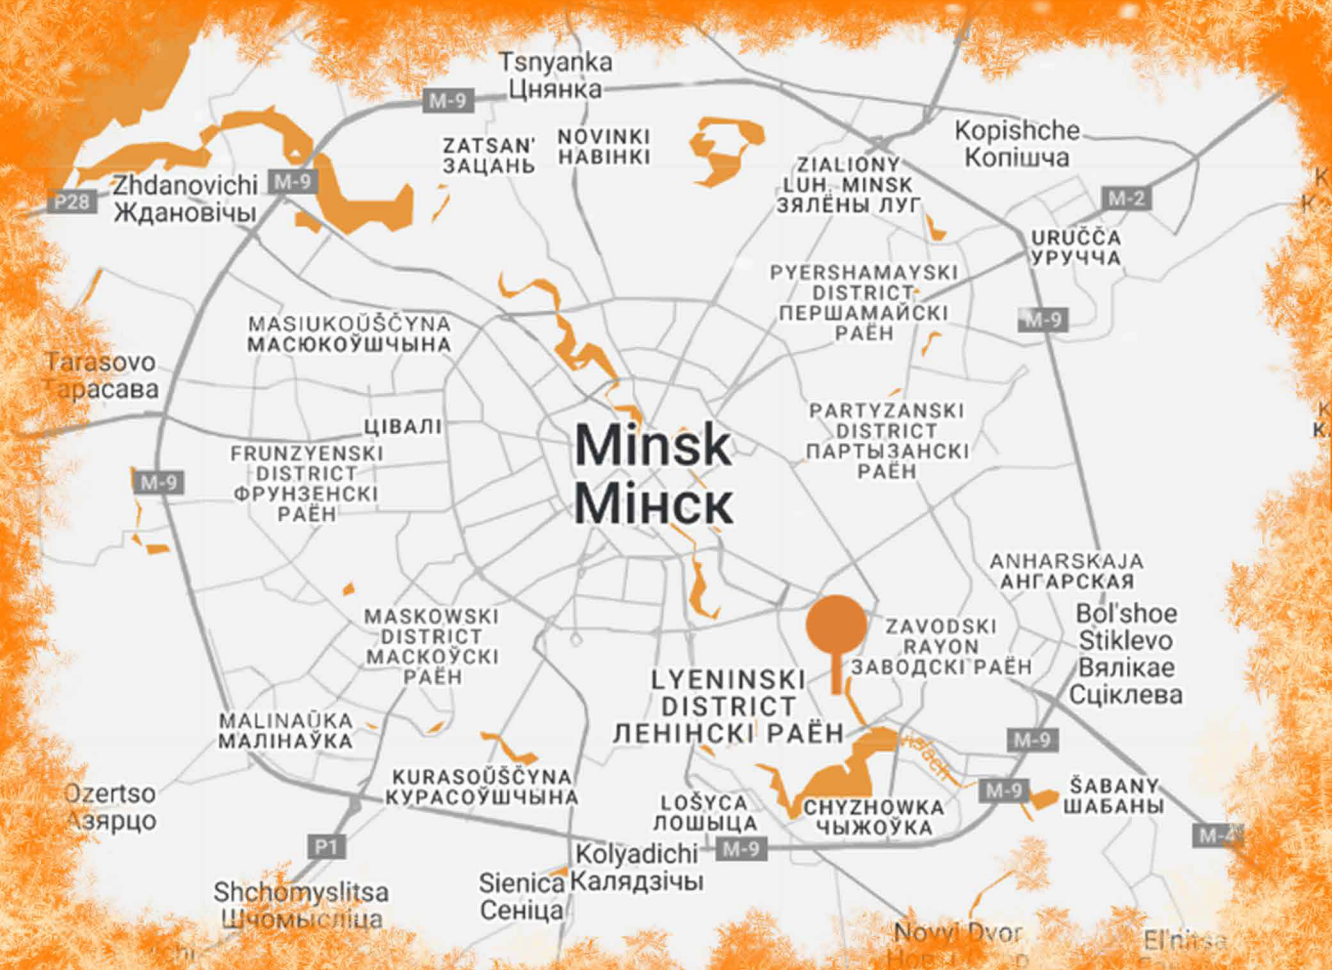 Tsnyanka
Цнянка
M-9
ZATSAN'
ЗАЦАНЬ
NOVINKI
НАВІНКІ
Kopishche
Копішча
ZIALIONY
LUH, MINSK
ЗЯЛЁНЫ ЛУГ
Zhdanovichi
Ждановічы
M-9
P28
M-2
URUČČA
УРУЧЧА
PYERSHAMAYSKI
DISTRICT
ПЕРШАМАЙСКІ
РАЁН
M-9
MASIUKOŬŠČYNA
МАСЮКОЎШЧЫНА
Tarasovo
Тарасава
ЦІВАЛІ
PARTYZANSKI
DISTRICT
ПАРТЫЗАНСКІ
РАЁН
Minsk
Мінск
FRUNZYENSKI
DISTRICT
ФРУНЗЕНСКІ
РАЁН
M-9
ANHARSKAJA
АНГАРСКАЯ
MASKOWSKI
DISTRICT
МАСКОЎСКІ
РАЁН
ZAVODSKI
RAYON
ЗАВОДСКІ РАЁН
Bol'shoe
Stiklevo
Вялікае
Сціклева
LYENINSKI
DISTRICT
ЛЕНІНСКІ РАЁН
MALINAŬKA
МАЛІНАЎКА
M-9
KURASOŬŠČYNA
КУРАСОЎШЧЫНА
M-9
ŠABANY
ШАБАНЫ
Ozertso
Азярцо
LOŠYCA
ЛОШЫЦА
CHYZHOWKA
ЧЫЖОЎКА
M-4
P1
M-9
Kolyadichi
Калядзічы
Shchomyslitsa
Шчомысліца
Sienica
Сеніца
Novyi Dvor
El'nitsa